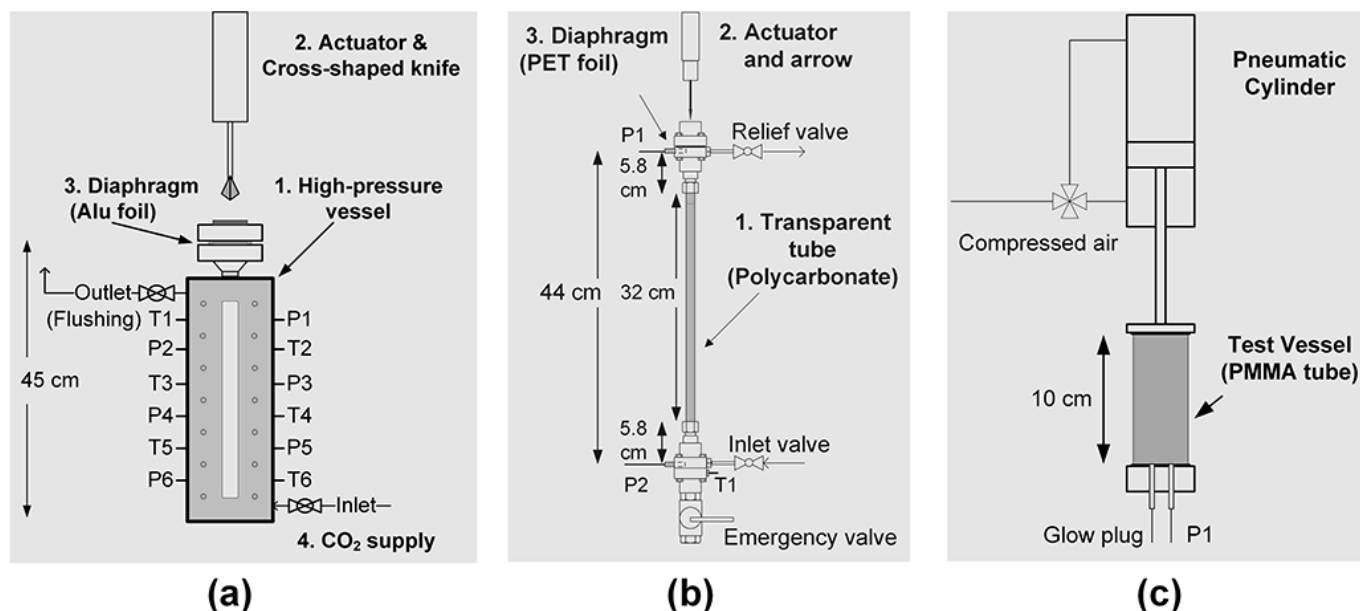 2. Actuator &
Cross-shaped knife
3. Diaphragm
(Alu foil)
1. High-pressure
vessel
Outlet
(Flushing)
T1
P1
P2
T2
T3
P3
45 cm
P4
T4
T5
P5
P6
T6
Inlet
4. CO₂ supply
(a)
3. Diaphragm
(PET foil)
2. Actuator
and arrow
P1
Relief valve
5.8
cm
1. Transparent
tube
(Polycarbonate)
44 cm
32 cm
5.8
cm
Inlet valve
P2
T1
Emergency valve
(b)
Pneumatic
Cylinder
Compressed air
Test Vessel
(PMMA tube)
10 cm
Glow plug
P1
(c)